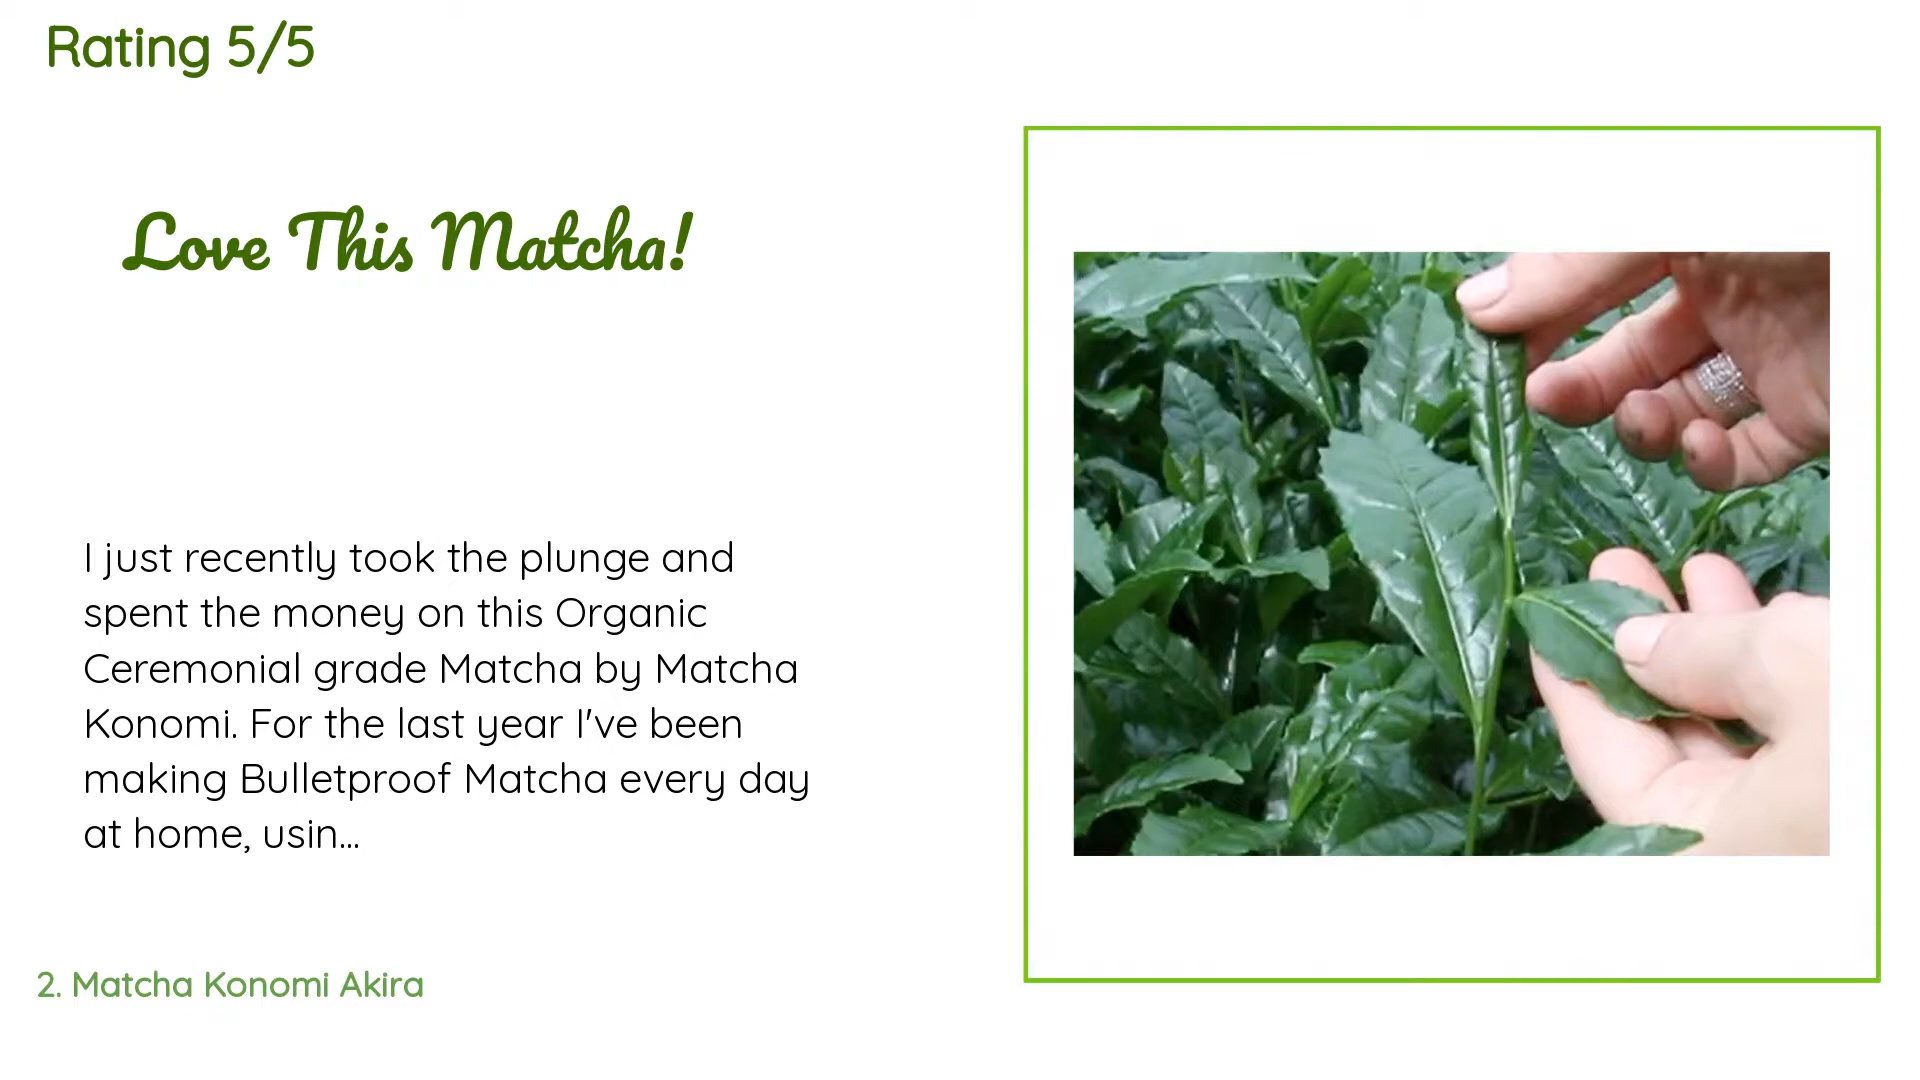 Rating 5/5
Love This Matcha!
I just recently took the plunge and
spent the money on this Organic
Ceremonial grade Matcha by Matcha
Konomi. For the last year I've been
making Bulletproof Matcha every day
at home, usin...
2. Matcha Konomi Akira